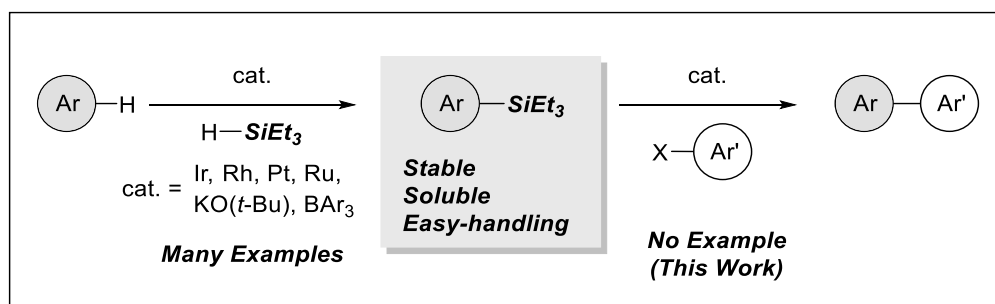 Ar—H
cat.
H—SiEt₃
cat. = Ir, Rh, Pt, Ru,
KO(t-Bu), BAr₃
Many Examples
Ar—SiEt₃
Stable
Soluble
Easy-handling
cat.
X—Ar'
No Example
(This Work)
Ar—Ar'